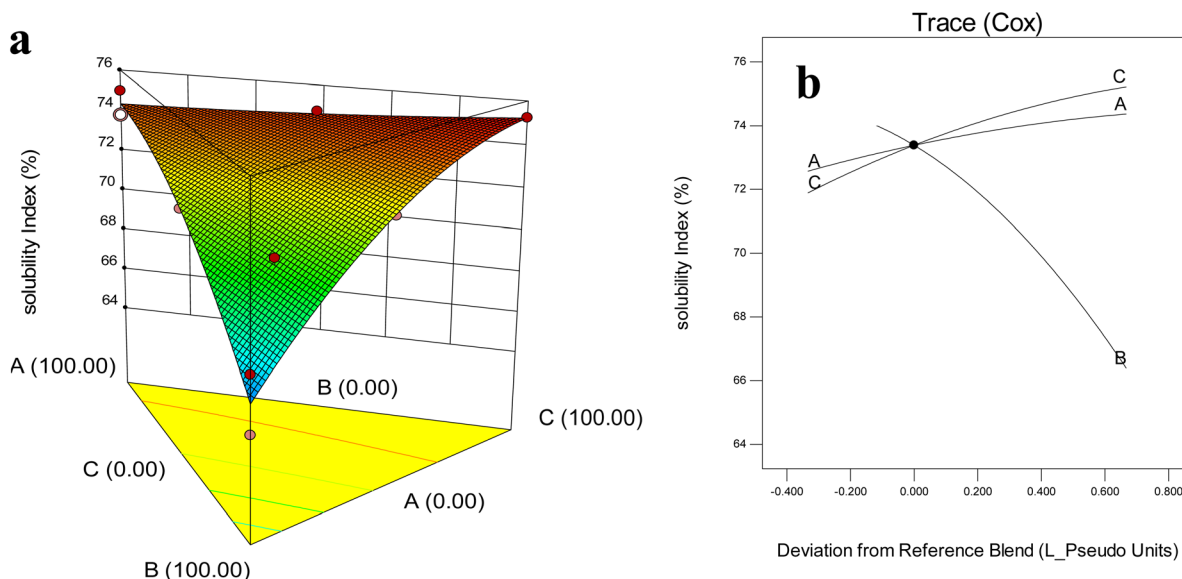 a
76
74
72
70
68
66
64
solubility Index (%)
A (100.00)
B (0.00)
C (100.00)
C (0.00)
A (0.00)
B (100.00)
Trace (Cox)
b
76
74
72
70
68
66
64
solubility Index (%)
C
A
A
C
B
-0.400
-0.200
0.000
0.200
0.400
0.600
0.800
Deviation from Reference Blend (L_Pseudo Units)